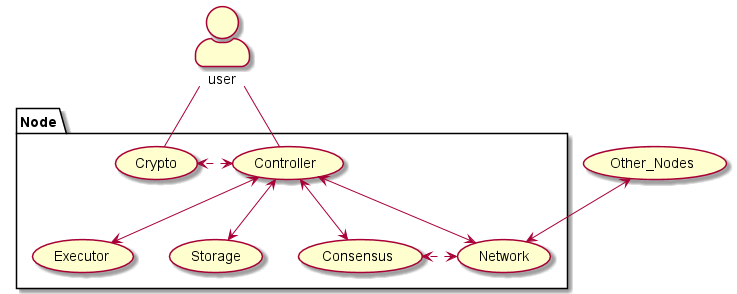 user
Node
Crypto
Controller
Other_Nodes
Executor
Storage
Consensus
Network